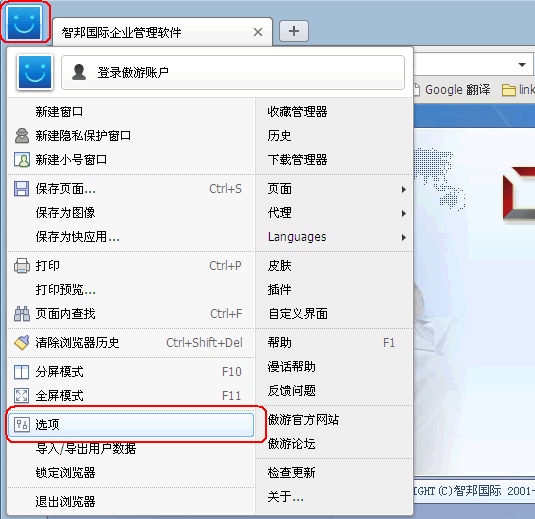 智邦国际企业管理软件
登录傲游账户
Google 翻译
link
新建窗口
新建隐私保护窗口
新建小号窗口
保存页面... Ctrl+S
保存为图像
保存为快应用...
打印 Ctrl+P
打印预览...
页面内查找 Ctrl+F
清除浏览器历史 Ctrl+Shift+Del
分屏模式 F10
全屏模式 F11
选项
导入/导出用户数据
锁定浏览器
退出浏览器
收藏管理器
历史
下载管理器
页面
代理
Languages
皮肤
插件
自定义界面
帮助 F1
漫话帮助
反馈问题
傲游官方网站
傲游论坛
检查更新
关于...
IGHT(C)智邦国际 2001-